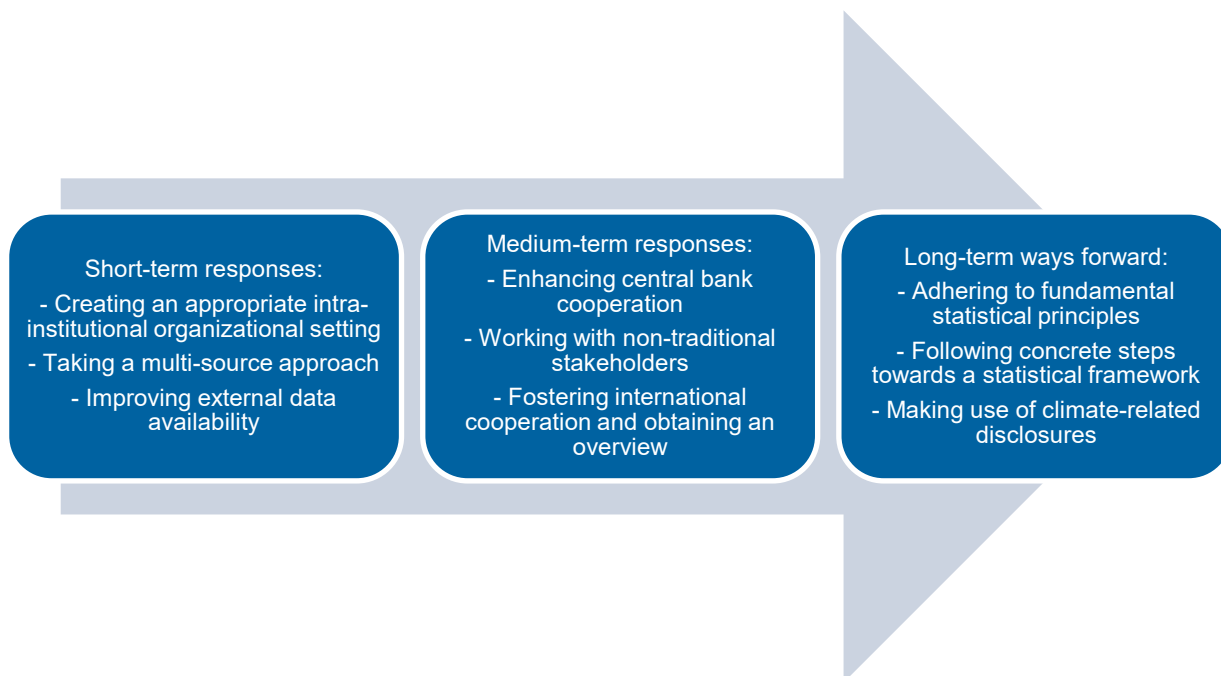 Short-term responses:
- Creating an appropriate intra-
institutional organizational setting
- Taking a multi-source approach
- Improving external data
availability
Medium-term responses:
- Enhancing central bank
cooperation
- Working with non-traditional
stakeholders
- Fostering international
cooperation and obtaining an
overview
Long-term ways forward:
- Adhering to fundamental
statistical principles
- Following concrete steps
towards a statistical framework
- Making use of climate-related
disclosures